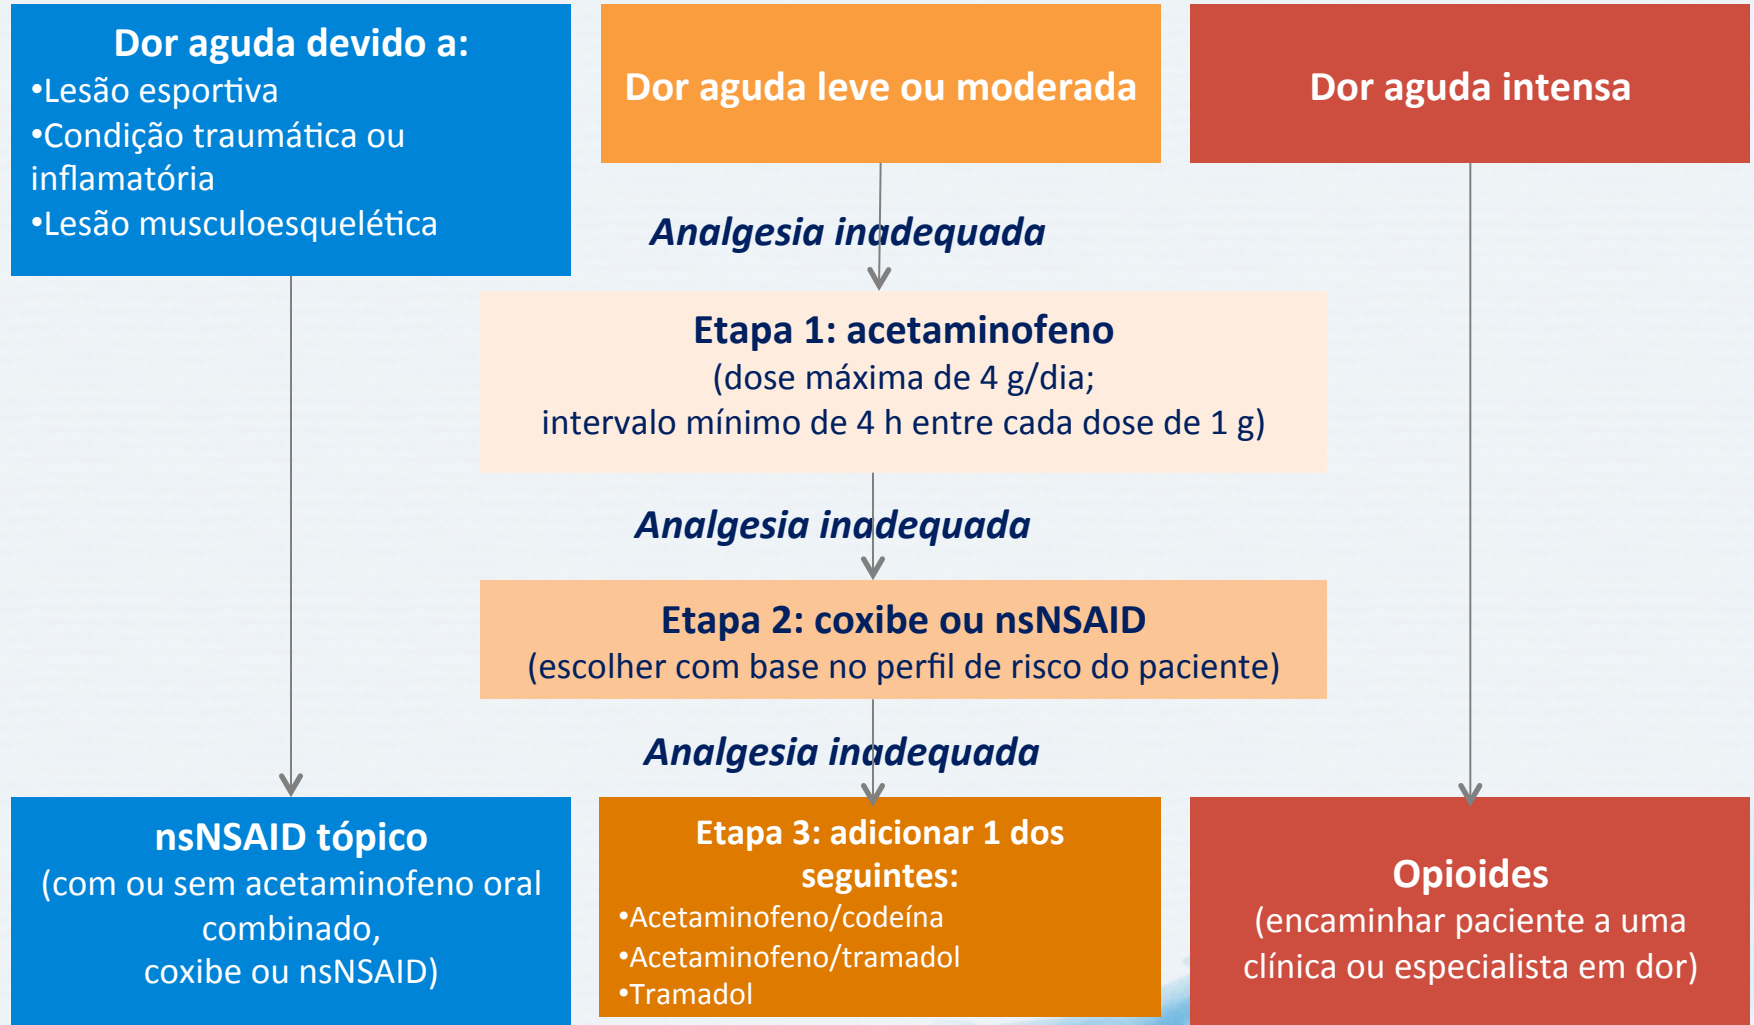 Dor aguda devido a:
•Lesão esportiva
•Condição traumática ou
inflamatória
•Lesão musculoesquelética
Dor aguda leve ou moderada
Dor aguda intensa
Analgesia inadequada
Etapa 1: acetaminofeno
(dose máxima de 4 g/dia;
intervalo mínimo de 4 h entre cada dose de 1 g)
Analgesia inadequada
Etapa 2: coxibe ou nsNSAID
(escolher com base no perfil de risco do paciente)
Analgesia inadequada
nsNSAID tópico
(com ou sem acetaminofeno oral
combinado,
coxibe ou nsNSAID)
Etapa 3: adicionar 1 dos
seguintes:
•Acetaminofeno/codeína
•Acetaminofeno/tramadol
•Tramadol
Opioides
(encaminhar paciente a uma
clínica ou especialista em dor)